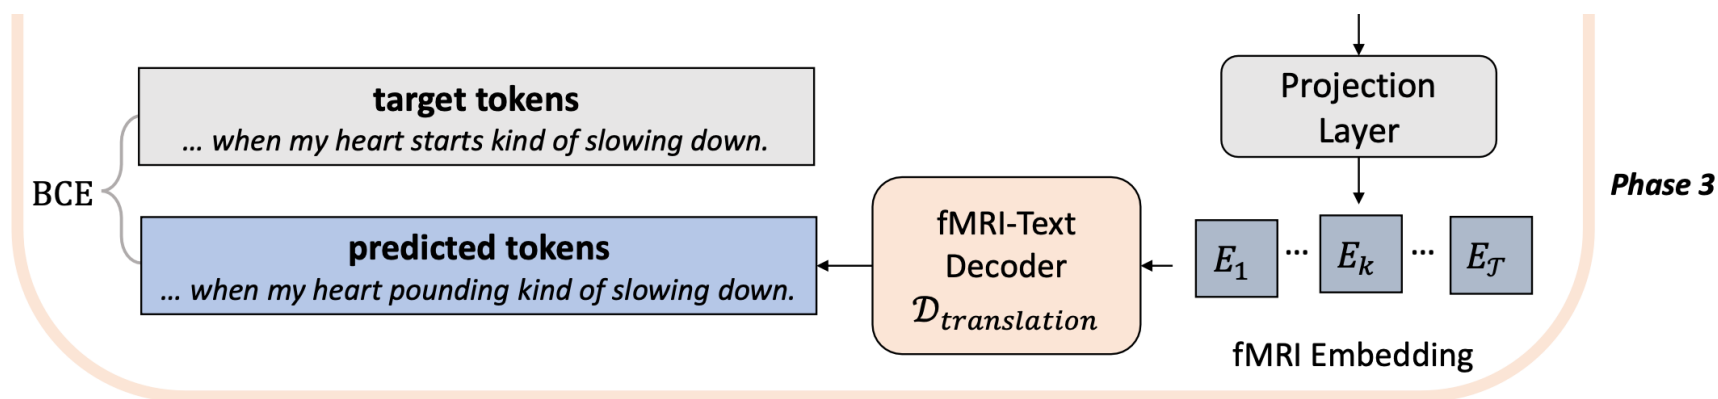 target tokens
... when my heart starts kind of slowing down.
BCE
predicted tokens
... when my heart pounding kind of slowing down.
fMRI-Text
Decoder
𝒟translation
Projection
Layer
E1 ... Ek ... E𝒯
fMRI Embedding
Phase 3